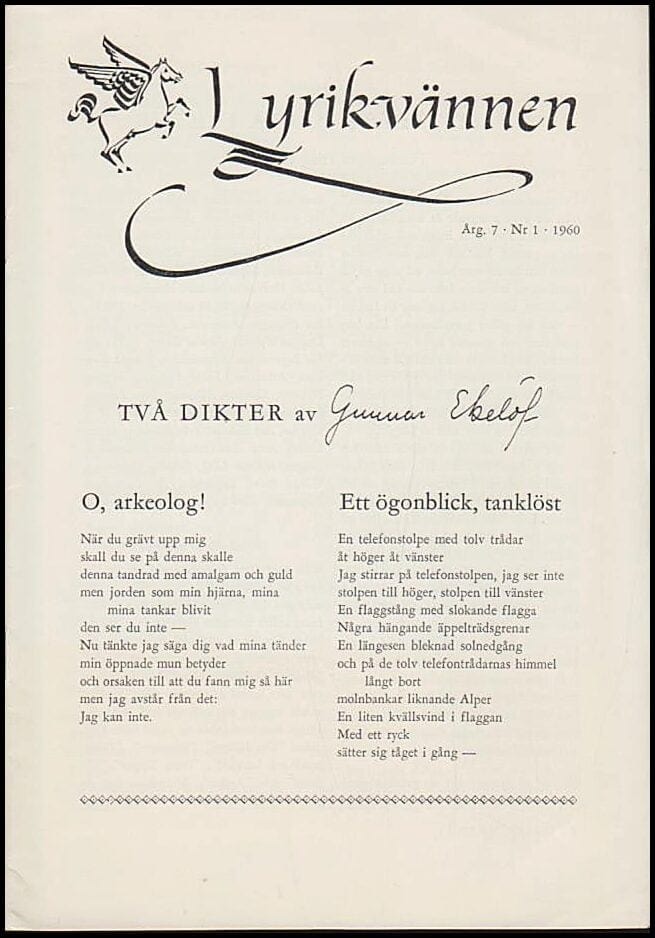 Lyrikvännen
Årg. 7 · Nr 1 · 1960
TVÅ DIKTER av Gunnar Ekelöf
O, arkeolog!
När du grävt upp mig
skall du se på denna skalle
denna tandrad med amalgam och guld
men jorden som min hjärna, mina
mina tankar blivit
den ser du inte —
Nu tänkte jag säga dig vad mina tänder
min öppnade mun betyder
och orsaken till att du fann mig så här
men jag avstår från det:
Jag kan inte.
Ett ögonblick, tanklöst
En telefonstolpe med tolv trådar
åt höger åt vänster
Jag stirrar på telefonstolpen, jag ser inte
stolpen till höger, stolpen till vänster
En flaggstång med slokande flagga
Några hängande äppelträdsgrenar
En längesen bleknad solnedgång
och på de tolv telefontrådarnas himmel
långt bort
molnbankar liknande Alper
En liten kvällsvind i flaggan
Med ett ryck
sätter sig tåget i gång —